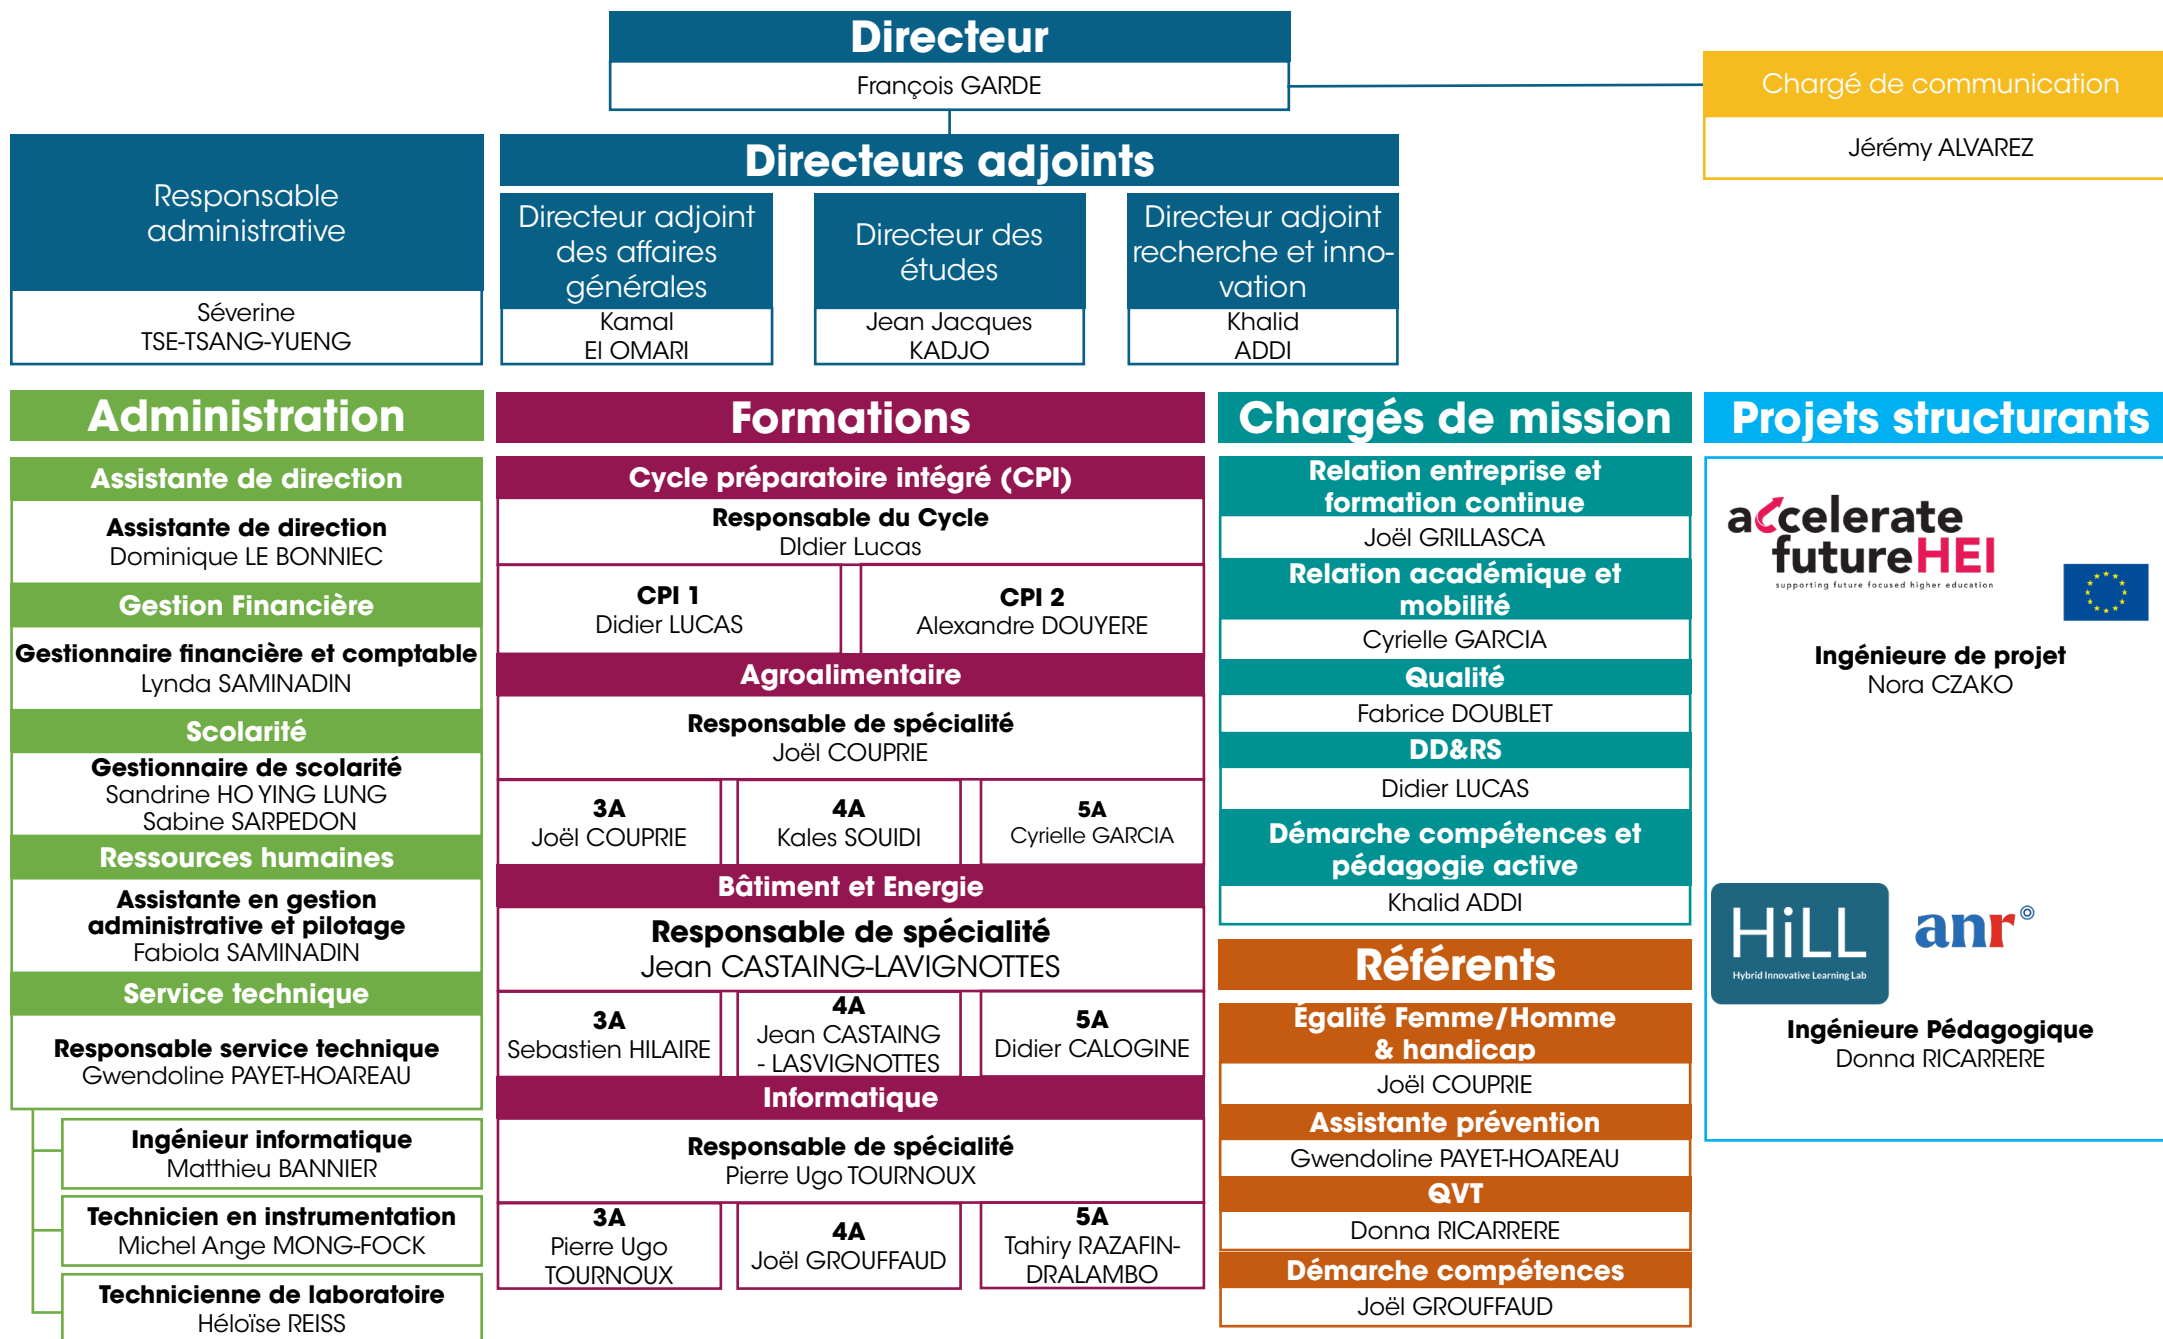 Directeur
François GARDE
Chargé de communication
Jérémy ALVAREZ
Responsable
administrative
Séverine
TSE-TSANG-YUENG
Directeurs adjoints
Directeur adjoint
des affaires
générales
Kamal
El OMARI
Directeur des
études
Jean Jacques
KADJO
Directeur adjoint
recherche et inno-
vation
Khalid
ADDI
Administration
Assistante de direction
Assistante de direction
Dominique LE BONNIEC
Gestion Financière
Gestionnaire financière et comptable
Lynda SAMINADIN
Scolarité
Gestionnaire de scolarité
Sandrine HO YING LUNG
Sabine SARPEDON
Ressources humaines
Assistante en gestion
administrative et pilotage
Fabiola SAMINADIN
Service technique
Responsable service technique
Gwendoline PAYET-HOAREAU
Ingénieur informatique
Matthieu BANNIER
Technicien en instrumentation
Michel Ange MONG-FOCK
Technicienne de laboratoire
Héloïse REISS
Formations
Cycle préparatoire intégré (CPI)
Responsable du Cycle
DIdier Lucas
CPI 1
Didier LUCAS
CPI 2
Alexandre DOUYERE
Agroalimentaire
Responsable de spécialité
Joël COUPRIE
3A
Joël COUPRIE
4A
Kales SOUIDI
5A
Cyrielle GARCIA
Bâtiment et Energie
Responsable de spécialité
Jean CASTAING-LAVIGNOTTES
3A
Sebastien HILAIRE
4A
Jean CASTAING
- LASVIGNOTTES
5A
Didier CALOGINE
Informatique
Responsable de spécialité
Pierre Ugo TOURNOUX
3A
Pierre Ugo
TOURNOUX
4A
Joël GROUFFAUD
5A
Tahiry RAZAFIN-
DRALAMBO
Chargés de mission
Relation entreprise et
formation continue
Joël GRILLASCA
Relation académique et
mobilité
Cyrielle GARCIA
Qualité
Fabrice DOUBLET
DD&RS
Didier LUCAS
Démarche compétences et
pédagogie active
Khalid ADDI
Référents
Égalité Femme/Homme
& handicap
Joël COUPRIE
Assistante prévention
Gwendoline PAYET-HOAREAU
QVT
Donna RICARRERE
Démarche compétences
Joël GROUFFAUD
Projets structurants
accelerate
futureHEI
supporting future focused higher education
Ingénieure de projet
Nora CZAKO
HiLL
Hybrid Innovative Learning Lab
anr
Ingénieure Pédagogique
Donna RICARRERE